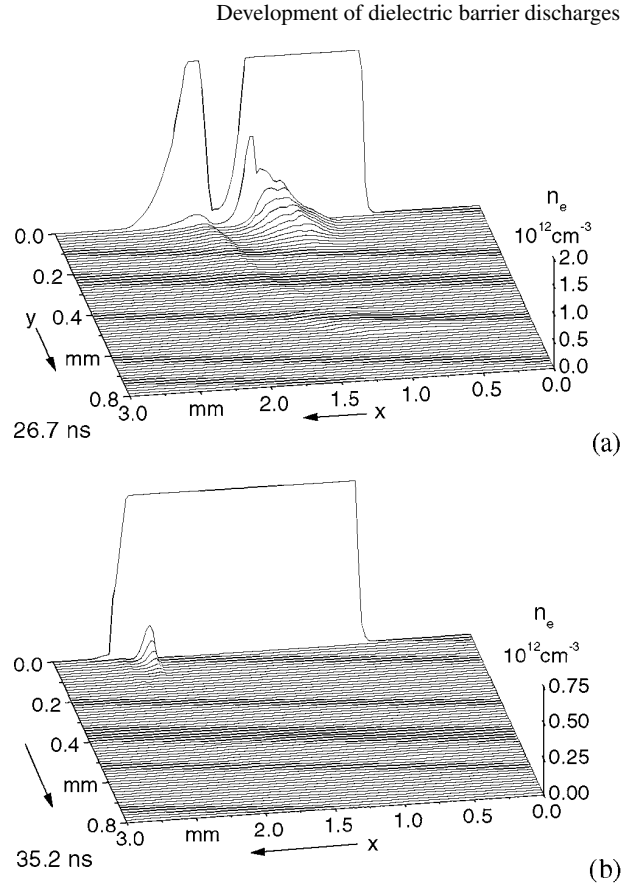 Development of dielectric barrier discharges
n_e
10^12 cm^-3
2.0
1.5
1.0
0.5
0.0
0.0
0.2
0.4
y
mm
0.8
3.0
mm
2.0
1.5
1.0
0.5
0.0
x
26.7 ns
(a)
n_e
10^12 cm^-3
0.75
0.50
0.25
0.00
0.0
0.2
0.4
mm
0.8
3.0
mm
2.0
1.5
1.0
0.5
0.0
x
35.2 ns
(b)